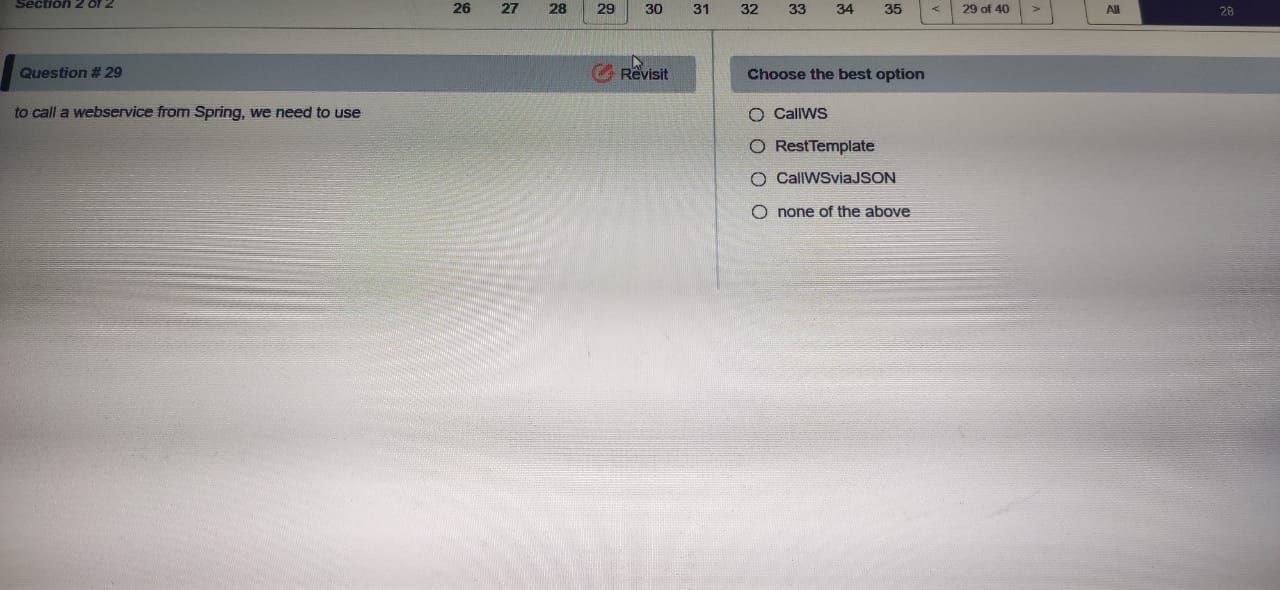 Section 2 of 2
26 27 28 29 30 31 32 33 34 35 < 29 of 40 > All 28
Question # 29
Revisit
to call a webservice from Spring, we need to use
Choose the best option
CallWS
RestTemplate
CallWSviaJSON
none of the above